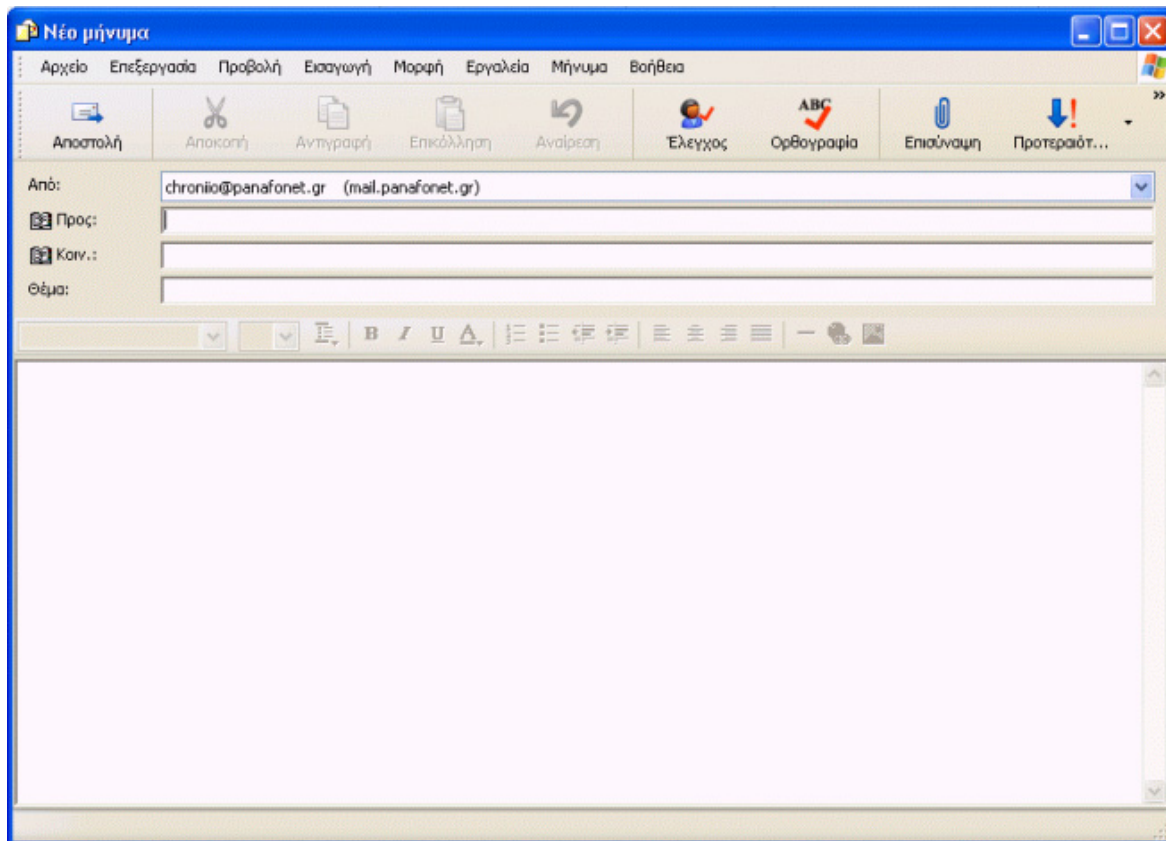 Νέο μήνυμα
Αρχείο Επεξεργασία Προβολή Εισαγωγή Μορφή Εργαλεία Μήνυμα Βοήθεια
Αποστολή Αποκοπή Αντιγραφή Επικόλληση Αναίρεση Έλεγχος ABC Ορθογραφία Επισύναψη Προτεραιότ...
Από: chroniio@panafonet.gr (mail.panafonet.gr)
Προς:
Κοιν.:
Θέμα:
B I U A